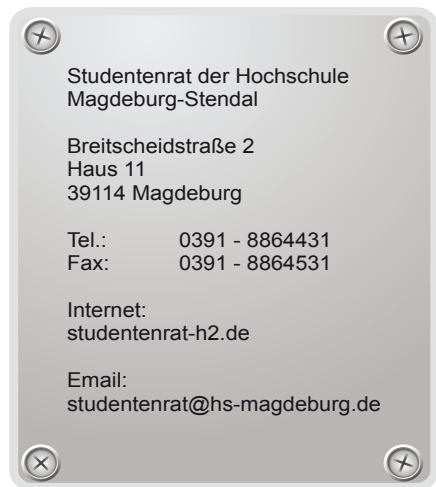 Studentenrat der Hochschule
Magdeburg-Stendal
Breitscheidstraße 2
Haus 11
39114 Magdeburg
Tel.: 0391 - 8864431
Fax: 0391 - 8864531
Internet:
studentenrat-h2.de
Email:
studentenrat@hs-magdeburg.de